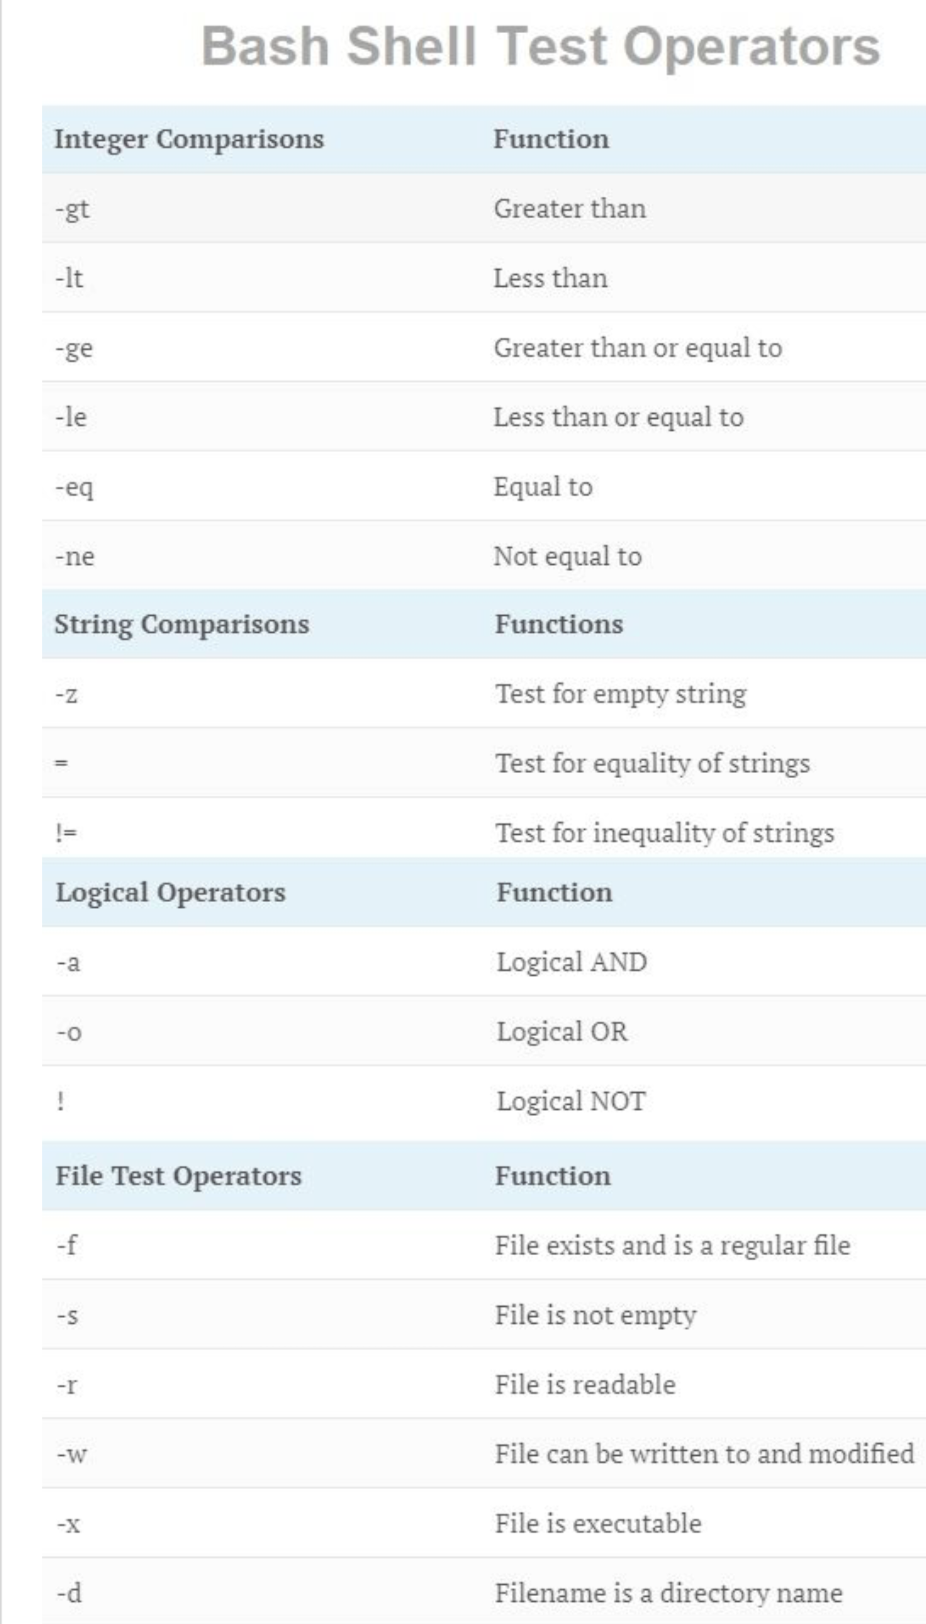 Bash Shell Test Operators
Integer Comparisons Function
-gt Greater than
-lt Less than
-ge Greater than or equal to
-le Less than or equal to
-eq Equal to
-ne Not equal to
String Comparisons Functions
-z Test for empty string
= Test for equality of strings
!= Test for inequality of strings
Logical Operators Function
-a Logical AND
-o Logical OR
! Logical NOT
File Test Operators Function
-f File exists and is a regular file
-s File is not empty
-r File is readable
-w File can be written to and modified
-x File is executable
-d Filename is a directory name